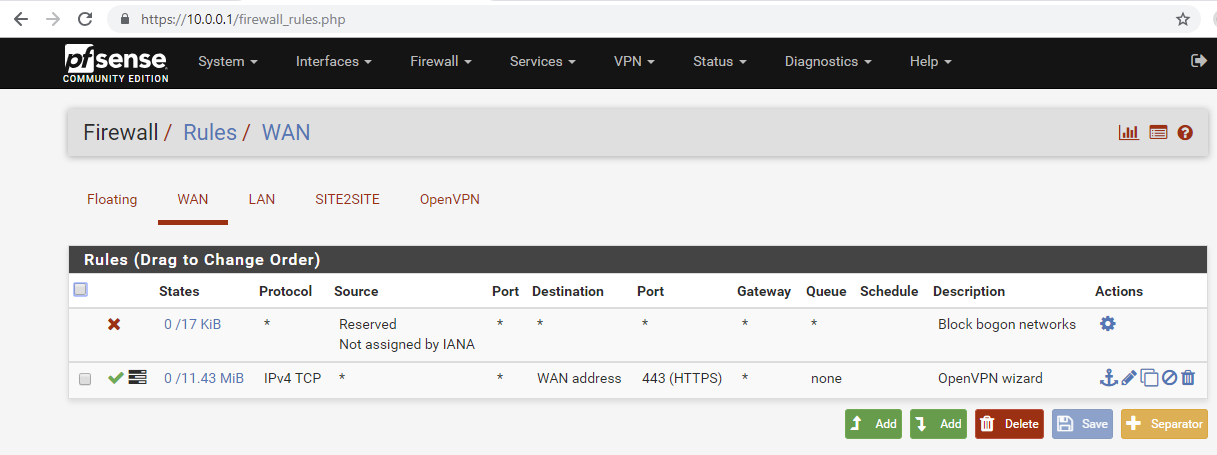 https://10.0.0.1/firewall_rules.php
pfsense
COMMUNITY EDITION
System Interfaces Firewall Services VPN Status Diagnostics Help
Firewall / Rules / WAN
Floating WAN LAN SITE2SITE OpenVPN
Rules (Drag to Change Order)
States Protocol Source Port Destination Port Gateway Queue Schedule Description Actions
0 /17 KiB * Reserved * * * * * Block bogon networks
Not assigned by IANA
0 /11.43 MiB IPv4 TCP * * WAN address 443 (HTTPS) * none OpenVPN wizard
Add Add Delete Save Separator